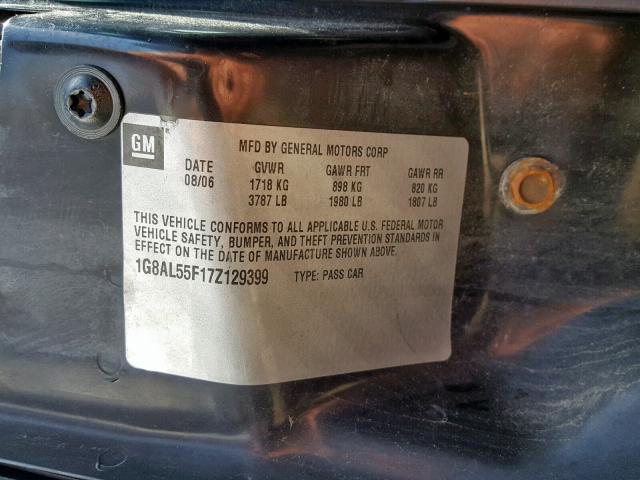 GM
MFD BY GENERAL MOTORS CORP
DATE GVWR GAWR FRT GAWR RR
08/06 1718 KG 898 KG 820 KG
3787 LB 1980 LB 1807 LB
THIS VEHICLE CONFORMS TO ALL APPLICABLE U.S. FEDERAL MOTOR
VEHICLE SAFETY, BUMPER, AND THEFT PREVENTION STANDARDS IN
EFFECT ON THE DATE OF MANUFACTURE SHOWN ABOVE.
1G8AL55F17Z129399 TYPE: PASS CAR